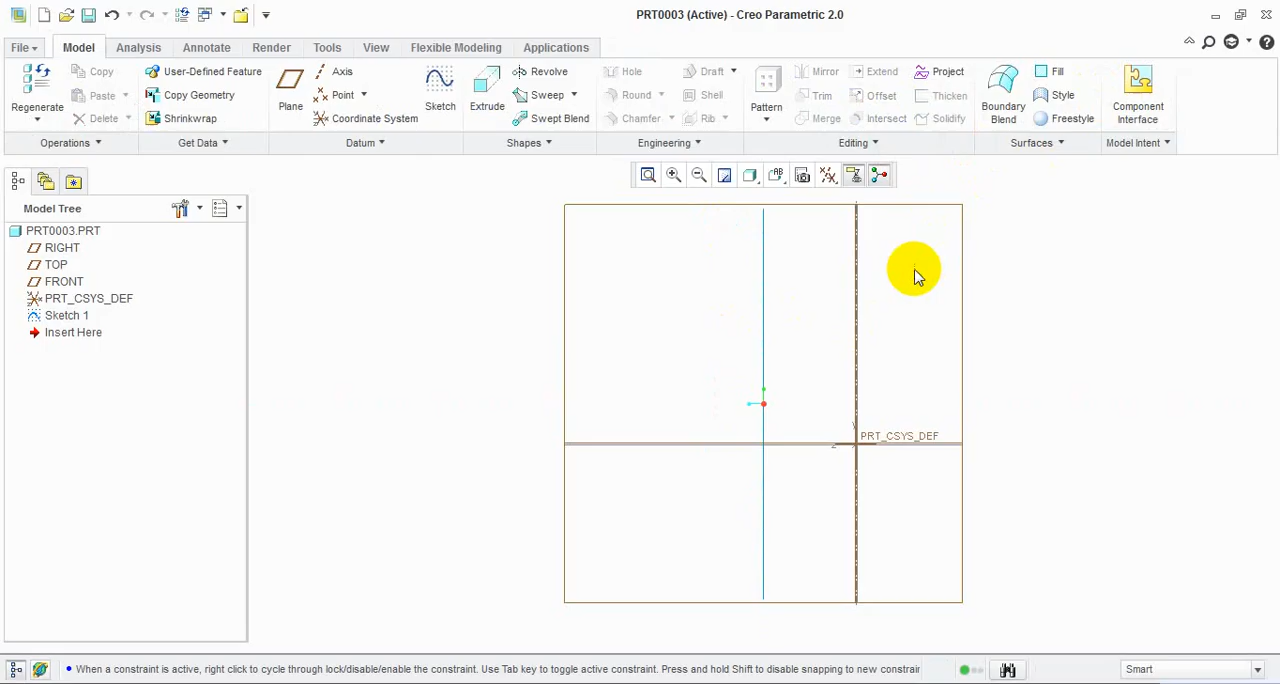 PRT0003 (Active) - Creo Parametric 2.0
File Model Analysis Annotate Render Tools View Flexible Modeling Applications
Regenerate
Copy
Paste
Delete
Operations
User-Defined Feature
Copy Geometry
Shrinkwrap
Get Data
Plane
Axis
Point
Coordinate System
Datum
Sketch
Extrude
Revolve
Sweep
Swept Blend
Shapes
Hole
Round
Chamfer
Draft
Shell
Rib
Engineering
Pattern
Mirror
Trim
Merge
Extend
Offset
Intersect
Project
Thicken
Solidify
Editing
Boundary
Blend
Fill
Style
Freestyle
Surfaces
Component
Interface
Model Intent
Model Tree
PRT0003.PRT
RIGHT
TOP
FRONT
PRT_CSYS_DEF
Sketch 1
Insert Here
PRT_CSYS_DEF
When a constraint is active, right click to cycle through lock/disable/enable the constraint. Use Tab key to toggle active constraint. Press and hold Shift to disable snapping to new constrain
Smart